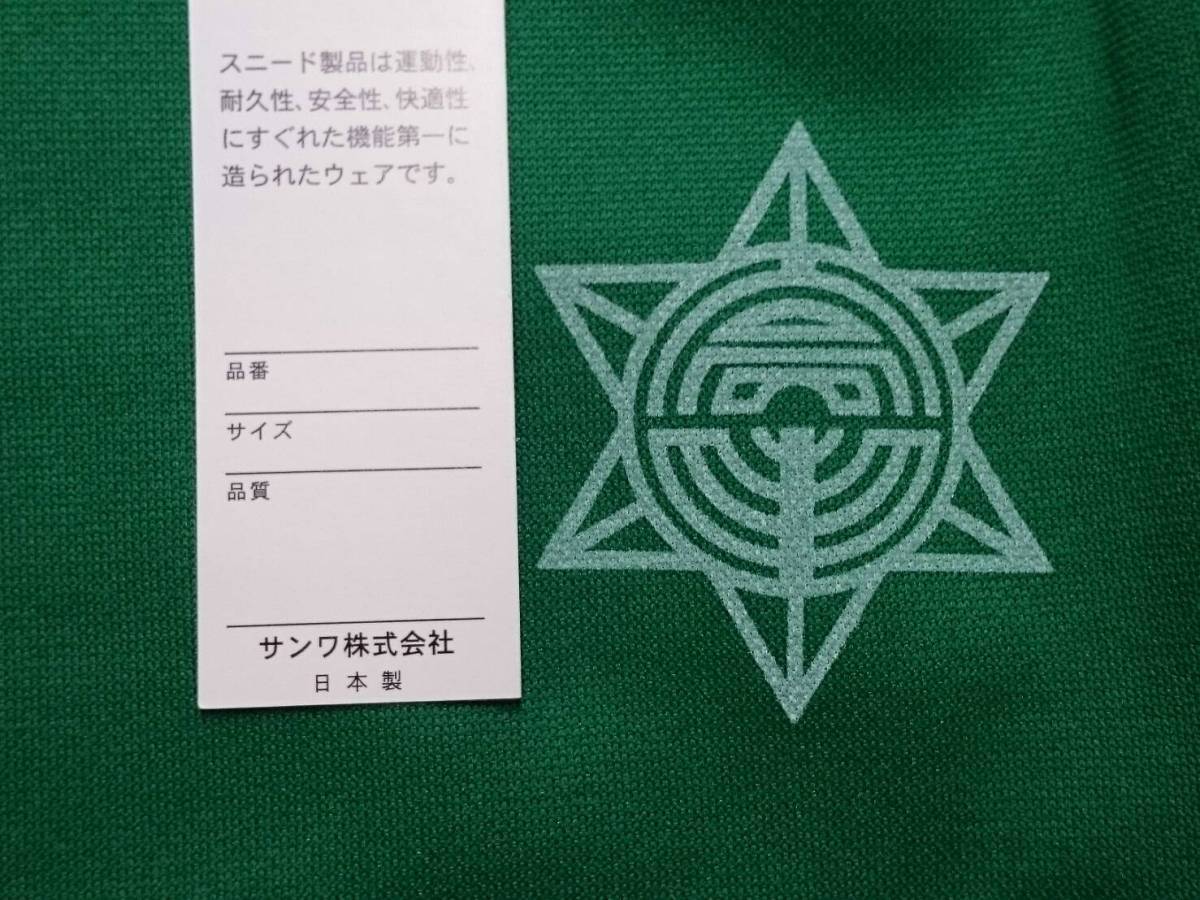 スニード製品は運動性、
耐久性、安全性、快適性
にすぐれた機能第一に
造られたウェアです。
品番
サイズ
品質
サンワ株式会社
日本製